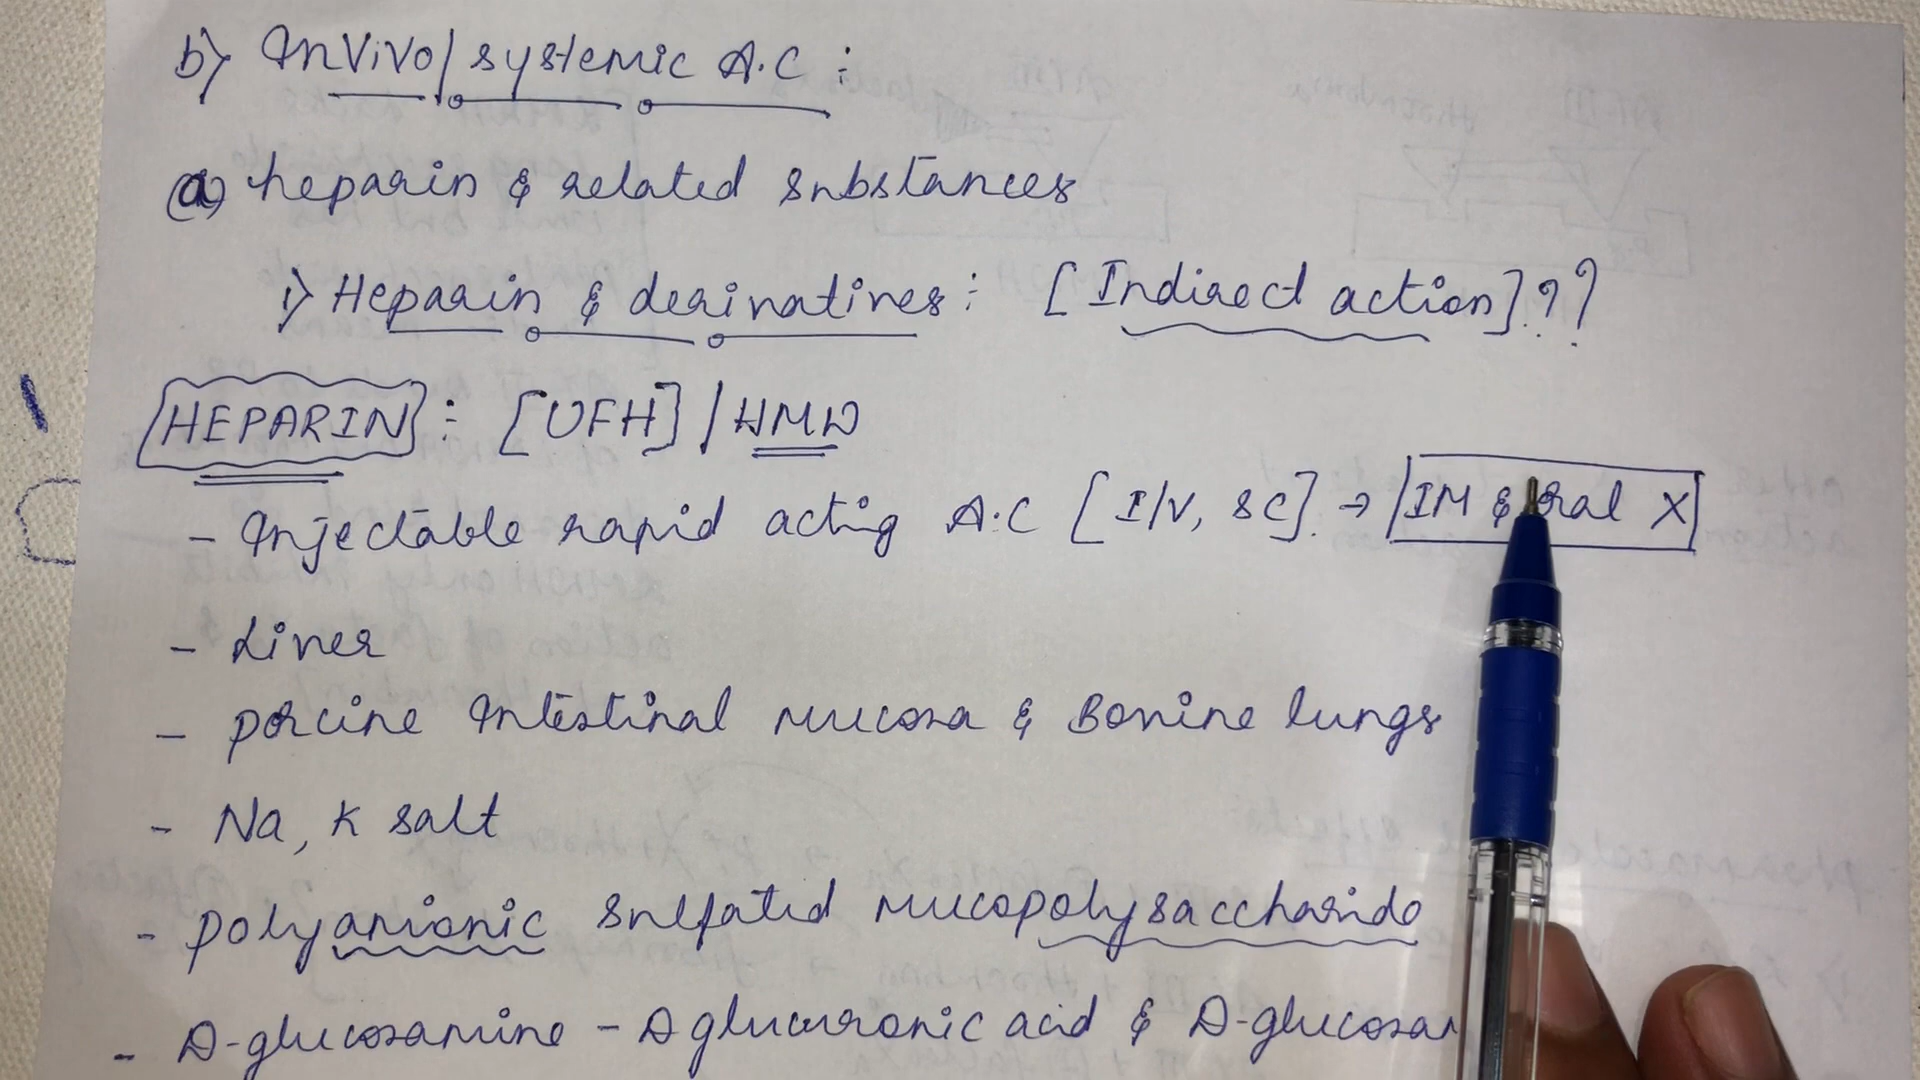 b) InVivo/systemic A.C :
(a) heparin & related substances
i) Heparin & derivatives : [Indirect action]??
HEPARIN : [UFH] / HMW
- Injectable rapid acting A.C [I/V, SC]. → IM & oral X
- Liver
- porcine Intestinal mucosa & Bovine lungs
- Na, K salt
- polyanionic sulfated mucopolysaccharide
- D-glucosamine - D glucuronic acid & D-glucosa